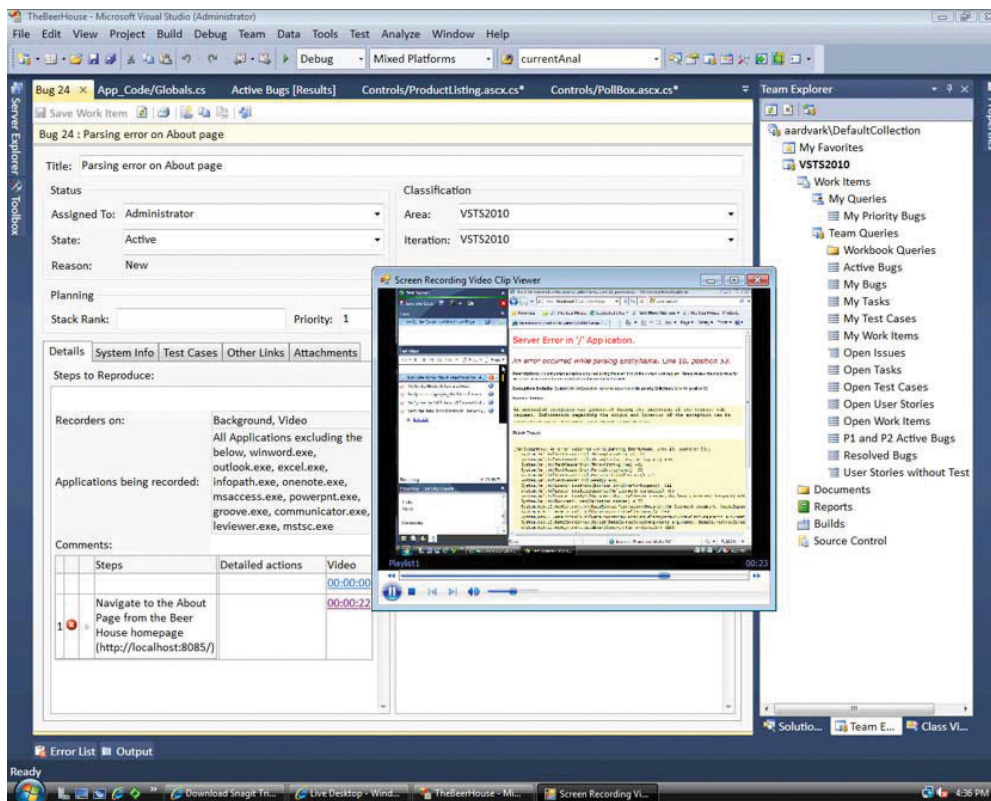 TheBeerHouse - Microsoft Visual Studio (Administrator)
File Edit View Project Build Debug Team Data Tools Test Analyze Window Help
Debug Mixed Platforms currentAnal
Bug 24 App_Code/Globals.cs Active Bugs [Results] Controls/ProductListing.ascx.cs* Controls/PollBox.ascx.cs*
Save Work Item
Bug 24 : Parsing error on About page
Title: Parsing error on About page
Status
Assigned To: Administrator
State: Active
Reason: New
Classification
Area: VSTS2010
Iteration: VSTS2010
Planning
Stack Rank: Priority: 1
Details System Info Test Cases Other Links Attachments
Steps to Reproduce:
Recorders on: Background, Video
Applications being recorded: All Applications excluding the
below, winword.exe,
outlook.exe, excel.exe,
infopath.exe, onenote.exe,
msaccess.exe, powerpnt.exe,
groove.exe, communicator.exe,
leviewer.exe, mstsc.exe
Comments:
Steps Detailed actions Video
00:00:00
1 Navigate to the About
Page from the Beer
House homepage
(http://localhost:8085/)
00:00:22
Screen Recording Video Clip Viewer
Server Error in '/' Application.
An error occurred while parsing EntityName. Line 10, position 53.
Playlist1 00:23
Server Explorer
Toolbox
Team Explorer
aardvark\DefaultCollection
My Favorites
VSTS2010
Work Items
My Queries
My Priority Bugs
Team Queries
Workbook Queries
Active Bugs
My Bugs
My Tasks
My Test Cases
My Work Items
Open Issues
Open Tasks
Open Test Cases
Open User Stories
Open Work Items
P1 and P2 Active Bugs
Resolved Bugs
User Stories without Test
Documents
Reports
Builds
Source Control
Solutio... Team E... Class Vi...
Properties
Error List Output
Ready
Download Snagit Tri... Live Desktop - Wind... TheBeerHouse - Mi... Screen Recording Vi... 4:36 PM